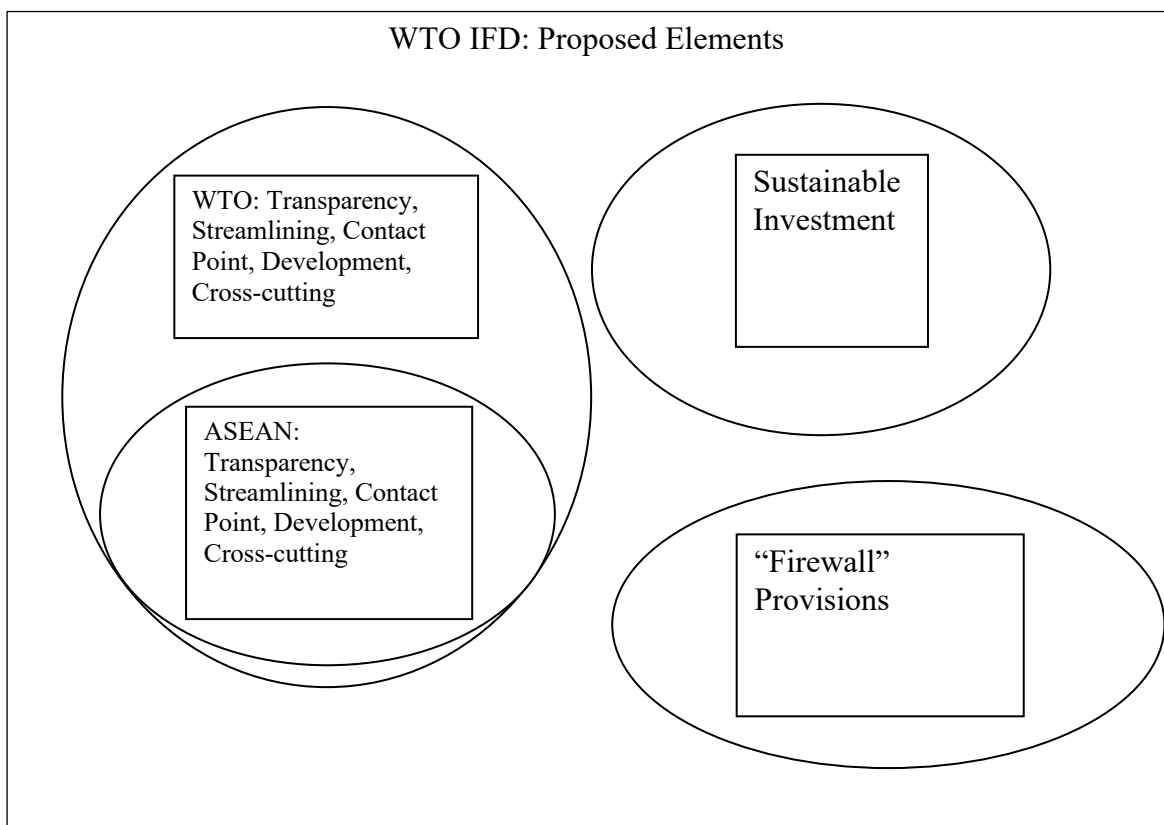 WTO IFD: Proposed Elements
WTO: Transparency,
Streamlining, Contact
Point, Development,
Cross-cutting
ASEAN:
Transparency,
Streamlining, Contact
Point, Development,
Cross-cutting
Sustainable
Investment
“Firewall”
Provisions